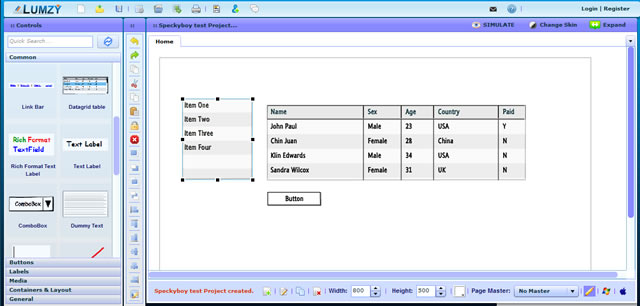 LUMZY
Login | Register
:: Controls
:: Speckyboy test Project...
SIMULATE
Change Skin
Expand
Quick Search...
Home
Common
Link Bar
Datagrid table
Rich Format
TextField
Text Label
Rich Format Text
Label
Text Label
ComboBox
ComboBox
Dummy Text
Buttons
Labels
Media
Containers & Layout
General
Item One
Item Two
Item Three
Item Four
Name Sex Age Country Paid
John Paul Male 23 USA Y
Chin Juan Female 28 China N
Klin Edwards Male 34 USA N
Sandra Wilcox Female 31 UK N
Button
Speckyboy test Project created.
Width: 800
Height: 500
Page Master: No Master